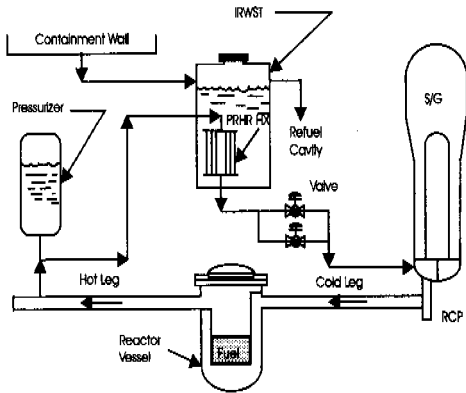 IRWST
Containment Wall
Pressurizer
S/G
PRHR HX
Refuel
Cavity
Valve
Hot Leg
Cold Leg
RCP
Reactor
Vessel
Fuel